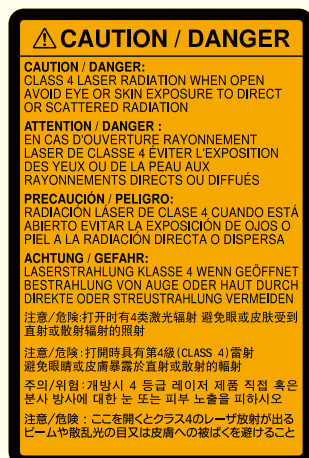 ⚠ CAUTION / DANGER
CAUTION / DANGER:
CLASS 4 LASER RADIATION WHEN OPEN
AVOID EYE OR SKIN EXPOSURE TO DIRECT
OR SCATTERED RADIATION
ATTENTION / DANGER :
EN CAS D'OUVERTURE RAYONNEMENT
LASER DE CLASSE 4 ÉVITER L'EXPOSITION
DES YEUX OU DE LA PEAU AUX
RAYONNEMENTS DIRECTS OU DIFFUÉS
PRECAUCIÓN / PELIGRO:
RADIACIÓN LÁSER DE CLASE 4 CUANDO ESTÁ
ABIERTO EVITAR LA EXPOSICIÓN DE OJOS O
PIEL A LA RADIACIÓN DIRECTA O DISPERSA
ACHTUNG / GEFAHR:
LASERSTRAHLUNG KLASSE 4 WENN GEÖFFNET
BESTRAHLUNG VON AUGE ODER HAUT DURCH
DIREKTE ODER STREUSTRAHLUNG VERMEIDEN
注意/危险:打开时有4类激光辐射 避免眼或皮肤受到
直射或散射辐射的照射
注意/危險:打開時具有第4級(CLASS 4)雷射
避免眼睛或皮膚暴露於直射或散射的輻射
주의/위험:개방시 4 등급 레이저 제품 직접 혹은
분사 방사에 대한 눈 또는 피부 노출을 피하시오
注意/危険：ここを開くとクラス4のレーザ放射が出る
ビームや散乱光の目又は皮膚への被ばくを避けること